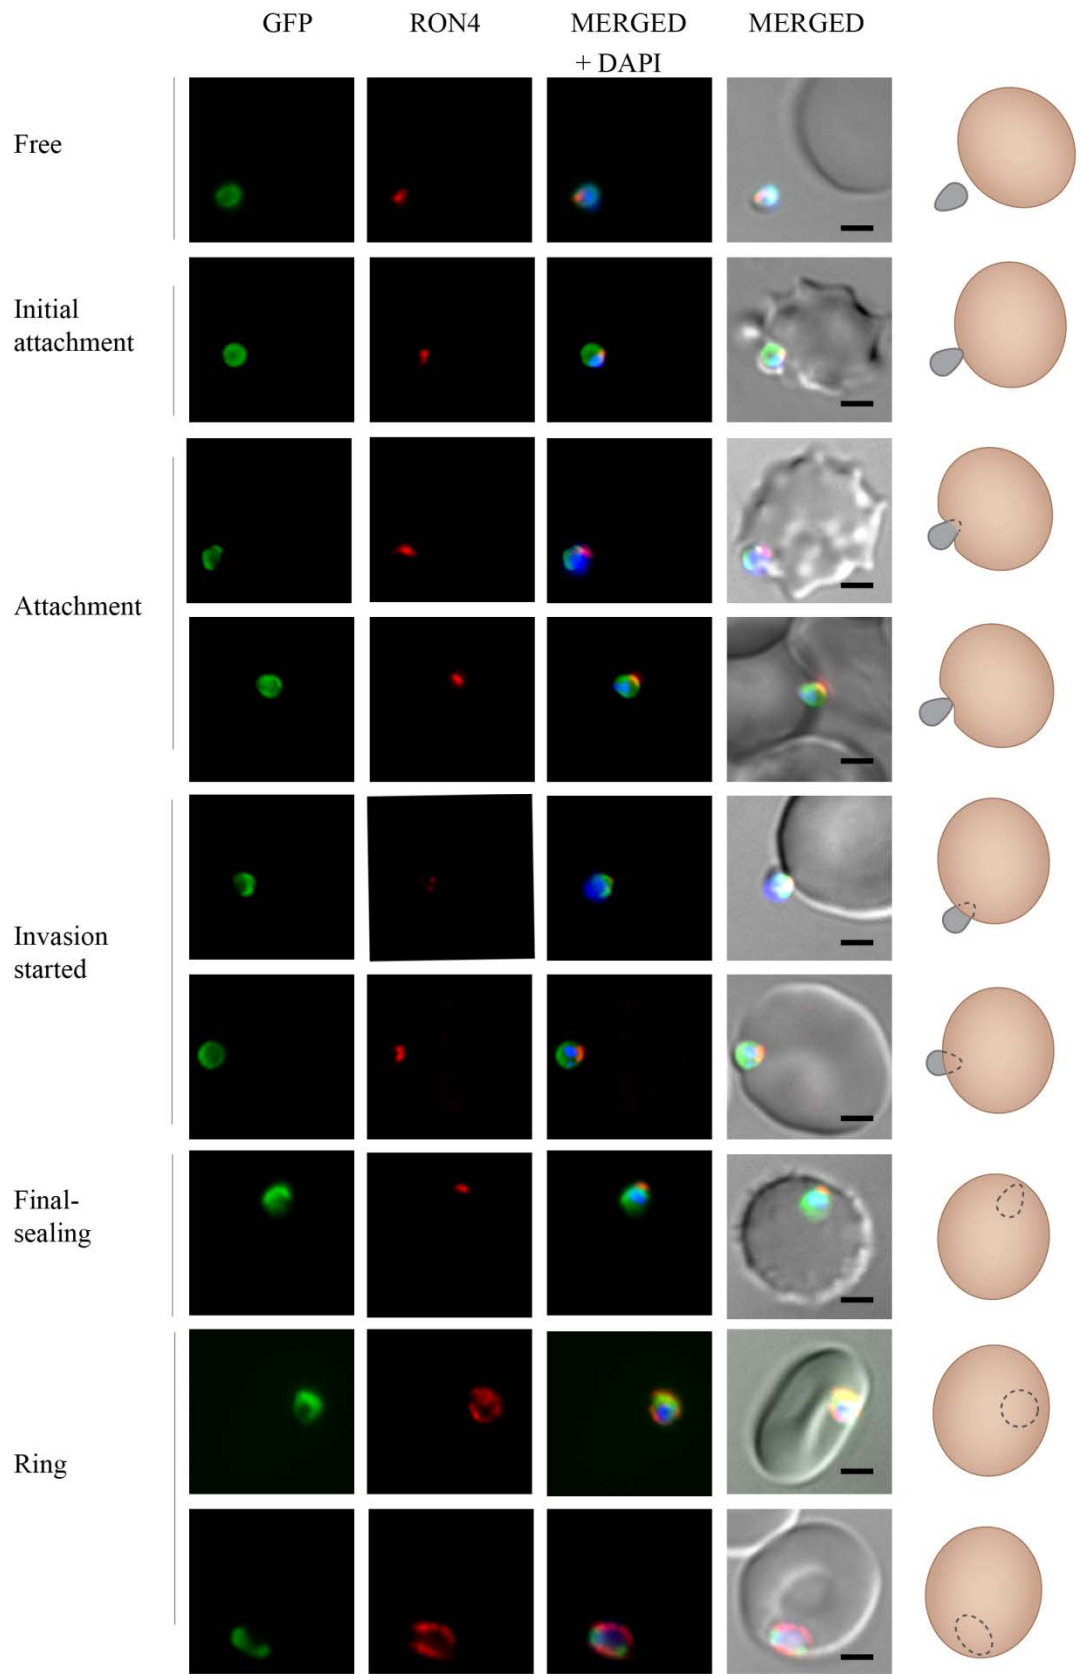 GFP RON4 MERGED MERGED
+ DAPI
Free
Initial
attachment
Attachment
Invasion
started
Final-
sealing
Ring